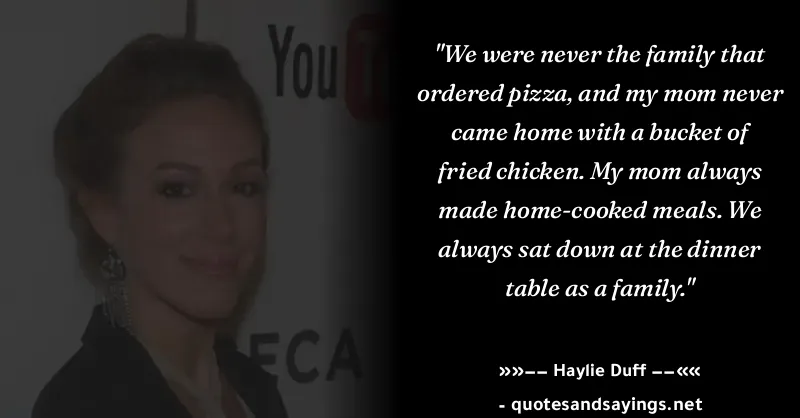 You T
ECA
"We were never the family that
ordered pizza, and my mom never
came home with a bucket of
fried chicken. My mom always
made home-cooked meals. We
always sat down at the dinner
table as a family."
»»−− Haylie Duff −−««
- quotesandsayings.net